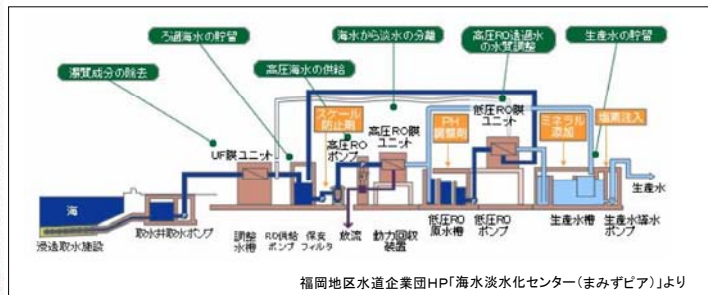 海水から淡水の分離
高圧RO透過水
の水質調整
ろ過海水の貯留
生産水の貯留
高圧海水の供給
濁質成分の除去
スケール
防止剤
高圧RO
ポンプ
高圧RO膜
ユニット
PH
調整剤
低圧RO膜
ユニット
ミネラル
添加
塩素注入
UF膜ユニット
生産水
海
浸透取水施設
取水井取水ポンプ
調整
水槽
RO供給
ポンプ
保安
フィルタ
放流
動力回収
装置
低圧RO
原水槽
低圧RO
ポンプ
生産水槽
生産水導水
ポンプ
福岡地区水道企業団HP「海水淡水化センター（まみずピア）」より